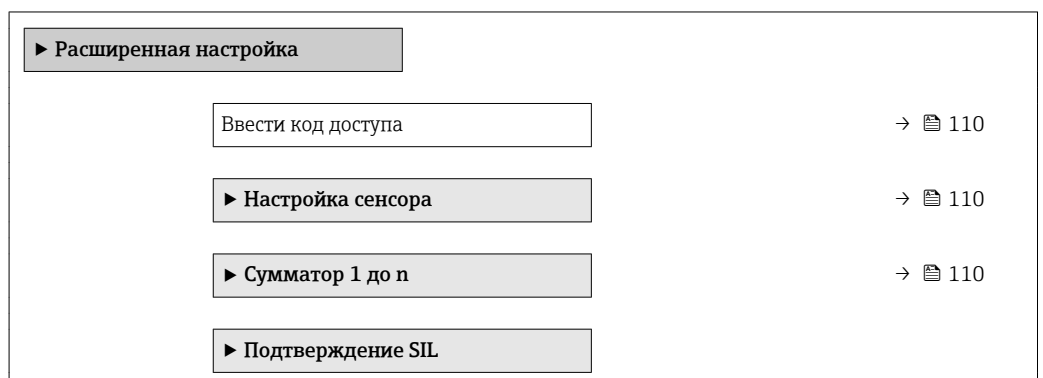 ▶ Расширенная настройка
Ввести код доступа → 🖹 110
▶ Настройка сенсора → 🖹 110
▶ Сумматор 1 до n → 🖹 110
▶ Подтверждение SIL